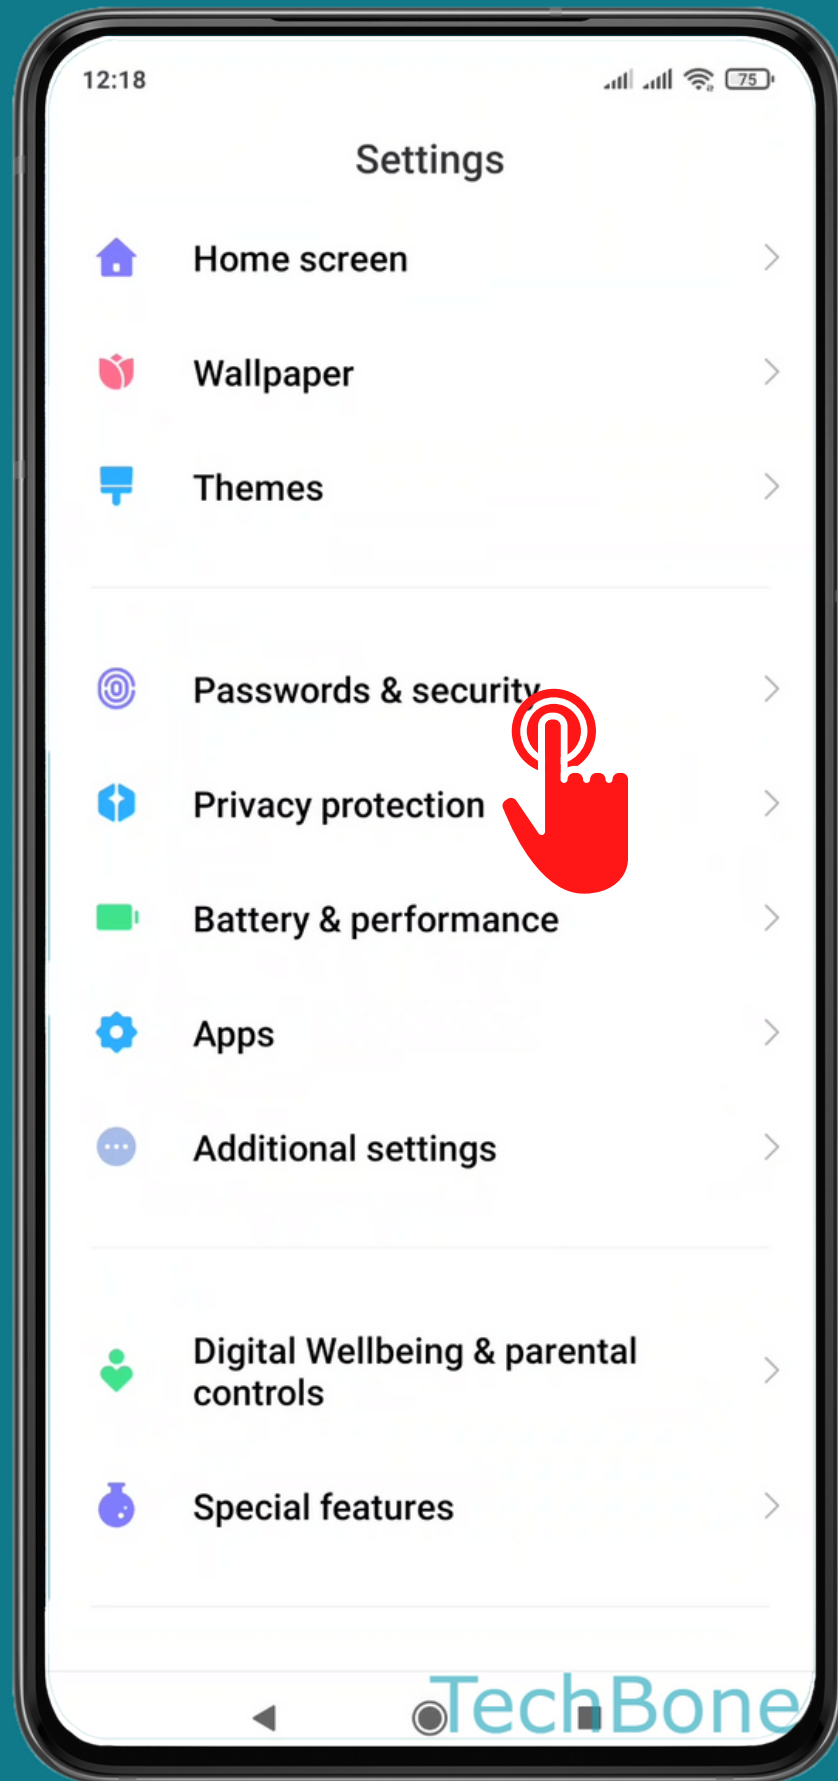 12:18
75
Settings
Home screen
Wallpaper
Themes
Passwords & security
Privacy protection
Battery & performance
Apps
Additional settings
Digital Wellbeing & parental
controls
Special features
TechBone